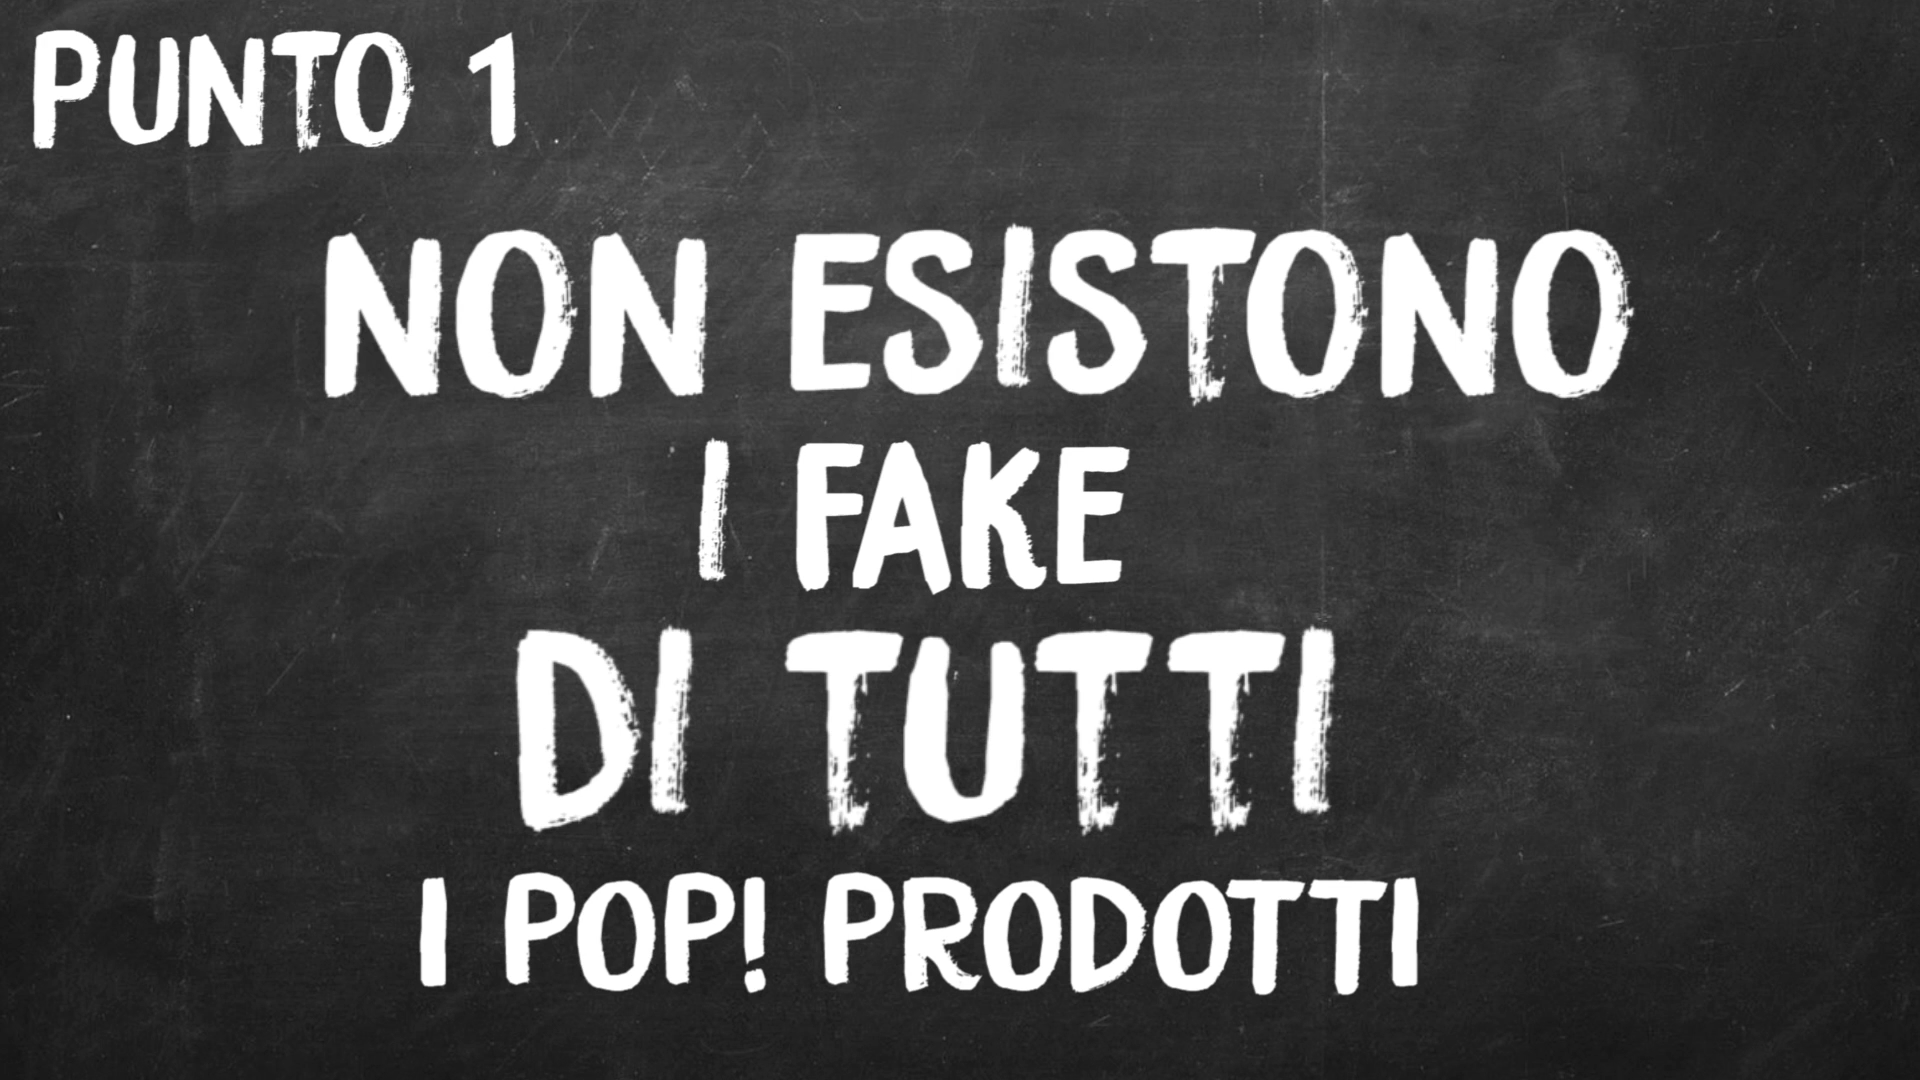 PUNTO 1
NON ESISTONO
I FAKE
DI TUTTI
I POP! PRODOTTI